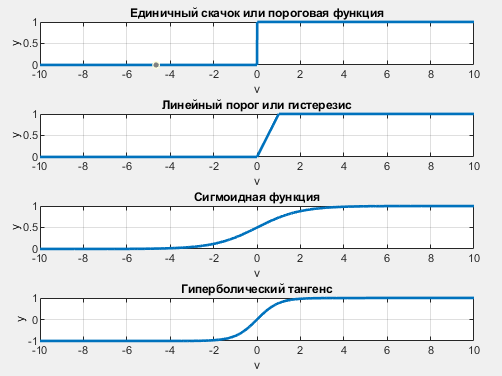 Единичный скачок или пороговая функция
1
0.5
0
y
-10 -8 -6 -4 -2 0 2 4 6 8 10
v
Линейный порог или гистерезис
1
0.5
0
y
-10 -8 -6 -4 -2 0 2 4 6 8 10
v
Сигмоидная функция
1
0.5
0
y
-10 -8 -6 -4 -2 0 2 4 6 8 10
v
Гиперболический тангенс
1
0
-1
y
-10 -8 -6 -4 -2 0 2 4 6 8 10
v